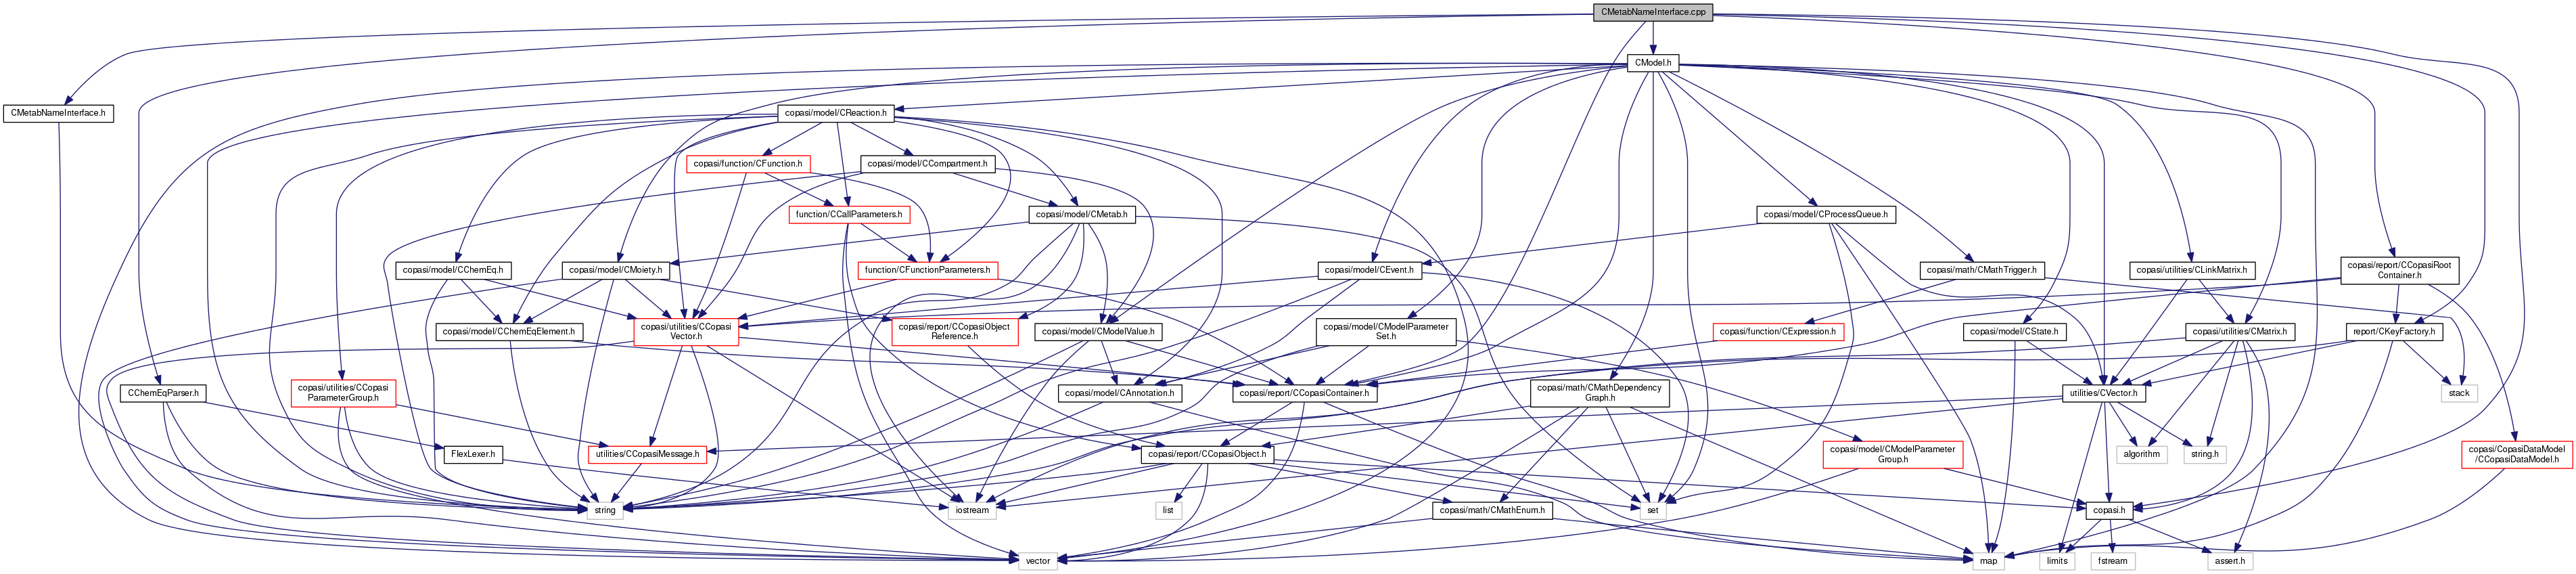 CMetabNameInterface.cpp
CModel.h
CMetabNameInterface.h
copasi/model/CReaction.h
copasi/function/CFunction.h
copasi/model/CCompartment.h
function/CCallParameters.h
copasi/model/CMetab.h
copasi/model/CProcessQueue.h
copasi/model/CChemEq.h
copasi/model/CMoiety.h
function/CFunctionParameters.h
copasi/model/CEvent.h
copasi/math/CMathTrigger.h
copasi/utilities/CLinkMatrix.h
copasi/report/CCopasiRoot
Container.h
copasi/model/CChemEqElement.h
copasi/utilities/CCopasi
Vector.h
copasi/report/CCopasiObject
Reference.h
copasi/model/CModelValue.h
copasi/model/CModelParameter
Set.h
copasi/function/CExpression.h
copasi/model/CState.h
copasi/utilities/CMatrix.h
report/CKeyFactory.h
CChemEqParser.h
copasi/utilities/CCopasi
ParameterGroup.h
copasi/model/CAnnotation.h
copasi/report/CCopasiContainer.h
copasi/math/CMathDependency
Graph.h
utilities/CVector.h
stack
FlexLexer.h
utilities/CCopasiMessage.h
copasi/report/CCopasiObject.h
copasi/model/CModelParameter
Group.h
algorithm
string.h
copasi/CopasiDataModel
/CCopasiDataModel.h
string
iostream
list
copasi/math/CMathEnum.h
set
copasi.h
vector
map
limits
fstream
assert.h